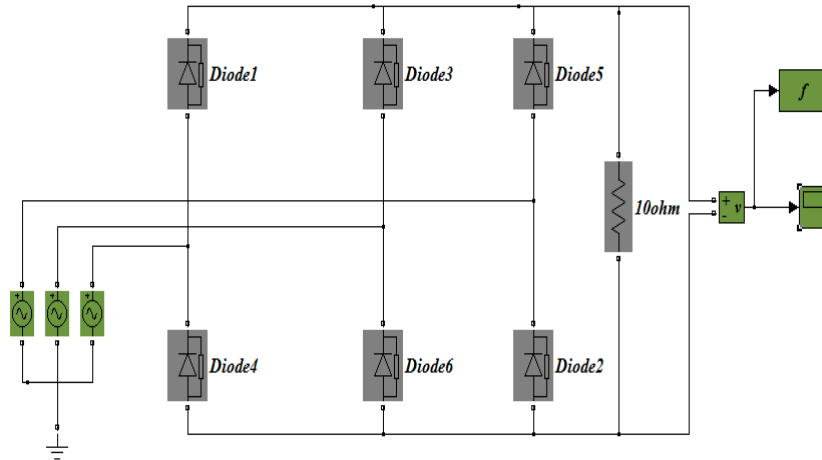 Diode1
Diode3
Diode5
f
10ohm
+
-
v
+
+
+
Diode4
Diode6
Diode2